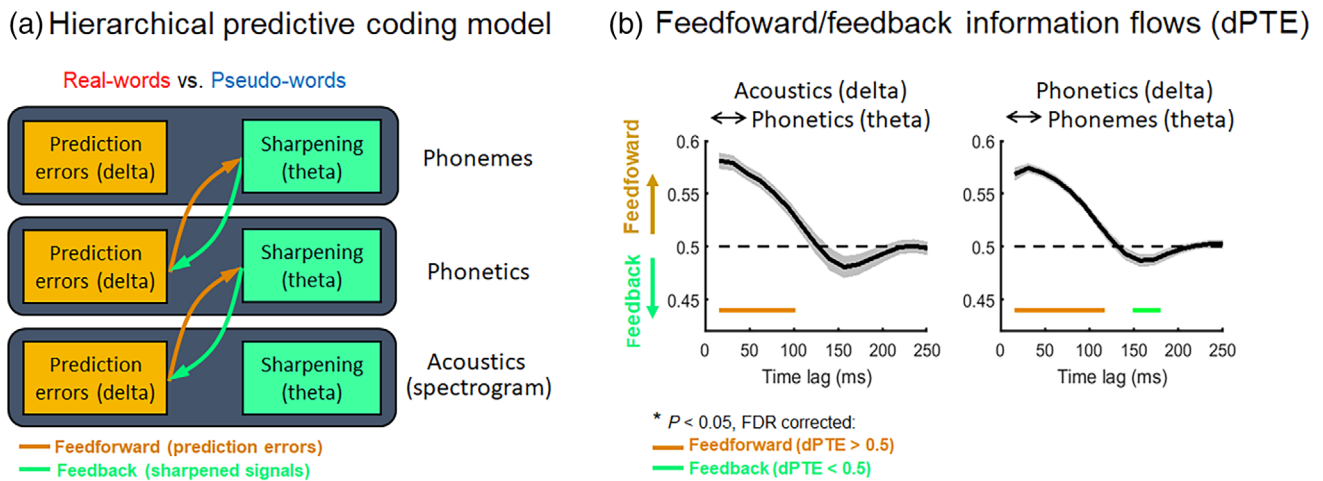 (a) Hierarchical predictive coding model
Real-words vs. Pseudo-words
Prediction
errors (delta)
Sharpening
(theta)
Phonemes
Prediction
errors (delta)
Sharpening
(theta)
Phonetics
Prediction
errors (delta)
Sharpening
(theta)
Acoustics
(spectrogram)
Feedforward (prediction errors)
Feedback (sharpened signals)
(b) Feedfoward/feedback information flows (dPTE)
Acoustics (delta)
↔ Phonetics (theta)
Feedfoward
Feedback
0.6
0.55
0.5
0.45
0 50 100 150 200 250
Time lag (ms)
Phonetics (delta)
↔ Phonemes (theta)
0.6
0.55
0.5
0.45
0 50 100 150 200 250
Time lag (ms)
* P < 0.05, FDR corrected:
Feedforward (dPTE > 0.5)
Feedback (dPTE < 0.5)